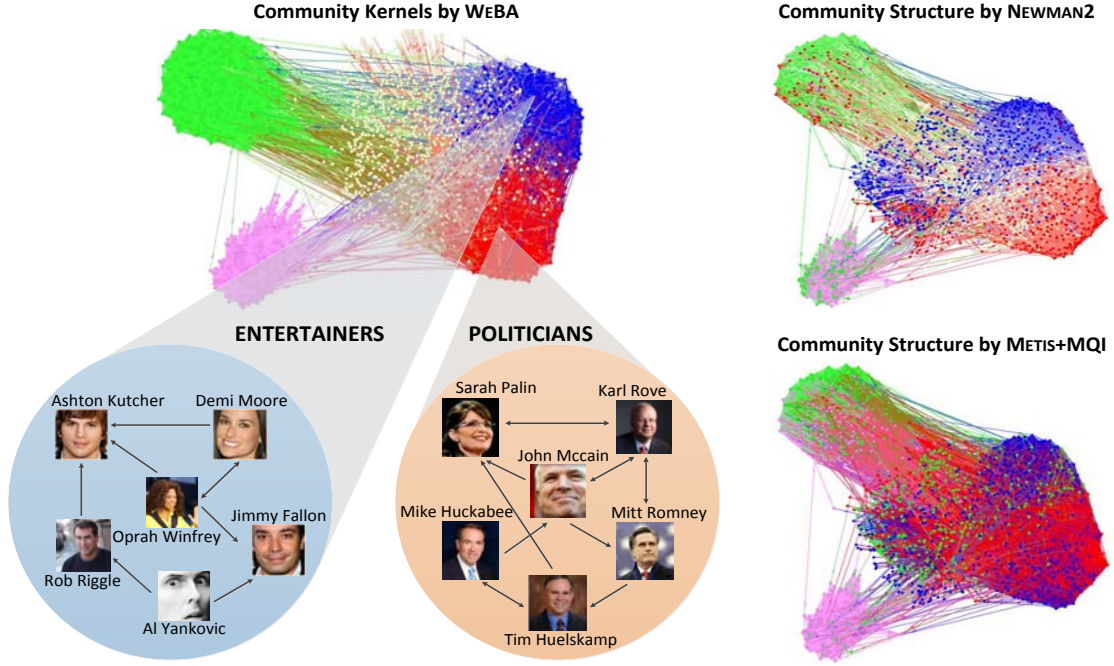 Community Kernels by WEBA
Community Structure by NEWMAN2
ENTERTAINERS
POLITICIANS
Community Structure by METIS+MQI
Ashton Kutcher
Demi Moore
Oprah Winfrey
Jimmy Fallon
Rob Riggle
Al Yankovic
Sarah Palin
Karl Rove
John Mccain
Mike Huckabee
Mitt Romney
Tim Huelskamp